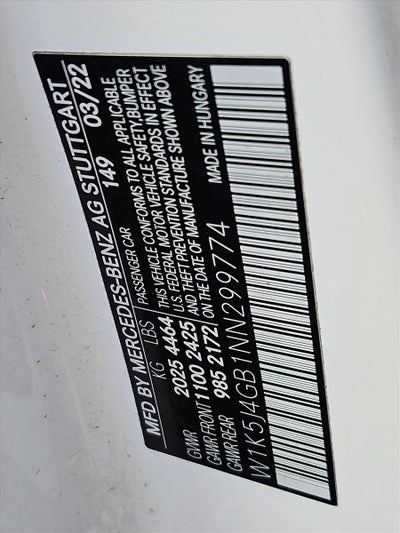 MFD BY MERCEDES-BENZ AG STUTTGART
149 03/22
KG LBS PASSENGER CAR
GVWR 2025 4464 THIS VEHICLE CONFORMS TO ALL APPLICABLE
GAWR FRONT 1100 2425 U.S. FEDERAL MOTOR VEHICLE SAFETY/BUMPER
GAWR REAR 985 2172 THEFT PREVENTION STANDARDS IN EFFECT
ON THE DATE OF MANUFACTURE SHOWN ABOVE
W1K5J4GB1NN299774 MADE IN HUNGARY